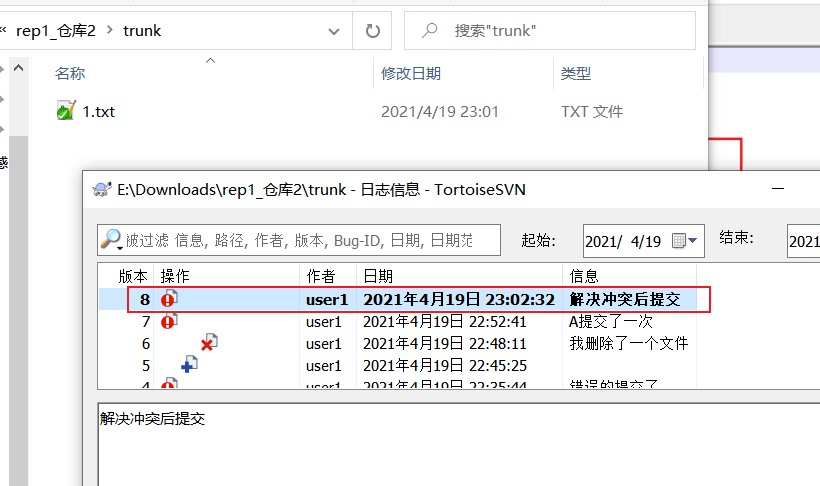 « rep1_仓库2 › trunk
搜索"trunk"
名称 修改日期 类型
1.txt 2021/4/19 23:01 TXT 文件
E:\Downloads\rep1_仓库2\trunk - 日志信息 - TortoiseSVN
被过滤 信息, 路径, 作者, 版本, Bug-ID, 日期, 日期范 起始: 2021/ 4/19 结束: 2021
版本 操作 作者 日期 信息
8 user1 2021年4月19日 23:02:32 解决冲突后提交
7 user1 2021年4月19日 22:52:41 A提交了一次
6 user1 2021年4月19日 22:48:11 我删除了一个文件
5 user1 2021年4月19日 22:45:25
4 user1 2021年4月19日 22:35:44 错误的提交了
解决冲突后提交